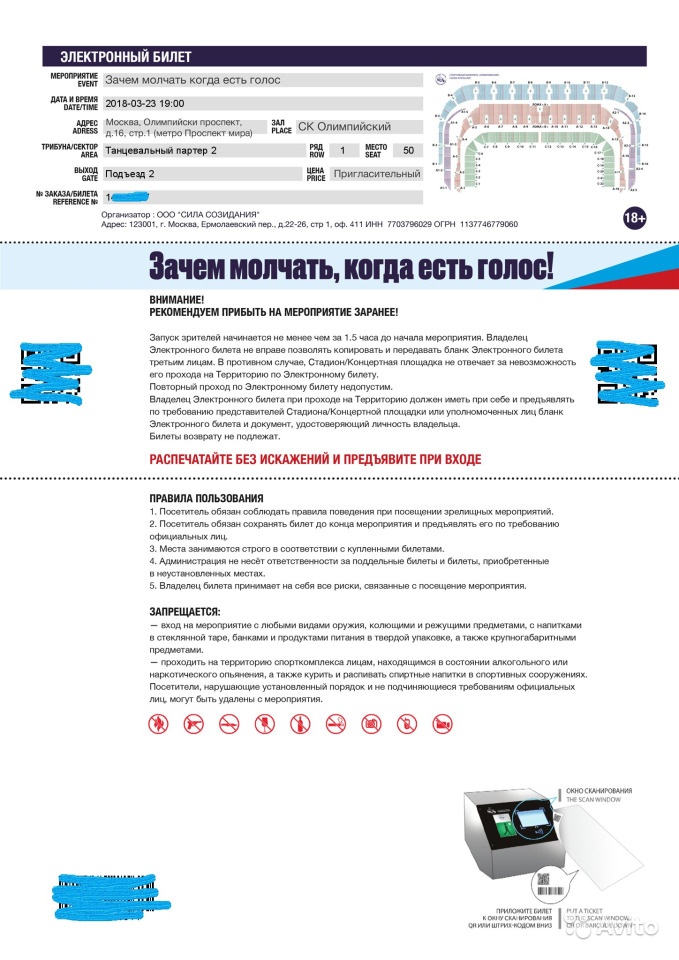 ЭЛЕКТРОННЫЙ БИЛЕТ
МЕРОПРИЯТИЕ
EVENT
Зачем молчать когда есть голос
ДАТА И ВРЕМЯ
DATE/TIME
2018-03-23 19:00
АДРЕС
ADRESS
Москва, Олимпийски проспект,
д.16, стр.1 (метро Проспект мира)
ЗАЛ
PLACE
СК Олимпийский
ТРИБУНА/СЕКТОР
AREA
Танцевальный партер 2
РЯД
ROW
1
МЕСТО
SEAT
50
ВЫХОД
GATE
Подъезд 2
ЦЕНА
PRICE
Пригласительный
№ ЗАКАЗА/БИЛЕТА
REFERENCE №
1
Организатор : ООО "СИЛА СОЗИДАНИЯ"
Адрес: 123001, г. Москва, Ермолаевский пер., д.22-26, стр 1, оф. 411 ИНН 7703796029 ОГРН 1137746779060
18+
Зачем молчать, когда есть голос!
ВНИМАНИЕ!
РЕКОМЕНДУЕМ ПРИБЫТЬ НА МЕРОПРИЯТИЕ ЗАРАНЕЕ!
Запуск зрителей начинается не менее чем за 1.5 часа до начала мероприятия. Владелец
Электронного билета не вправе позволять копировать и передавать бланк Электронного билета
третьим лицам. В противном случае, Стадион/Концертная площадка не отвечает за невозможность
его прохода на Территорию по Электронному билету.
Повторный проход по Электронному билету недопустим.
Владелец Электронного билета при проходе на Территорию должен иметь при себе и предъявлять
по требованию представителей Стадиона/Концертной площадки или уполномоченных лиц бланк
Электронного билета и документ, удостоверяющий личность владельца.
Билеты возврату не подлежат.
РАСПЕЧАТАЙТЕ БЕЗ ИСКАЖЕНИЙ И ПРЕДЪЯВИТЕ ПРИ ВХОДЕ
ПРАВИЛА ПОЛЬЗОВАНИЯ
1. Посетитель обязан соблюдать правила поведения при посещении зрелищных мероприятий.
2. Посетитель обязан сохранять билет до конца мероприятия и предъявлять его по требованию
официальных лиц.
3. Места занимаются строго в соответствии с купленными билетами.
4. Администрация не несёт ответственности за поддельные билеты и билеты, приобретенные
в неустановленных местах.
5. Владелец билета принимает на себя все риски, связанные с посещение мероприятия.
ЗАПРЕЩАЕТСЯ:
— вход на мероприятие с любыми видами оружия, колющими и режущими предметами, с напитками
в стеклянной таре, банками и продуктами питания в твердой упаковке, а также крупногабаритными
предметами.
— проходить на территорию спорткомплекса лицам, находящимся в состоянии алкогольного или
наркотического опьянения, а также курить и распивать спиртные напитки в спортивных сооружениях.
Посетители, нарушающие установленный порядок и не подчиняющиеся требованиям официальных
лиц, могут быть удалены с мероприятия.
ОКНО СКАНИРОВАНИЯ
THE SCAN WINDOW
ПРИЛОЖИТЕ БИЛЕТ
К ОКНУ СКАНИРОВАНИЯ
QR ИЛИ ШТРИХ-КОДОМ ВНИЗ
PUT A TICKET
TO THE SCAN WINDOW,
QR OR BARCODE DOWN
Avito